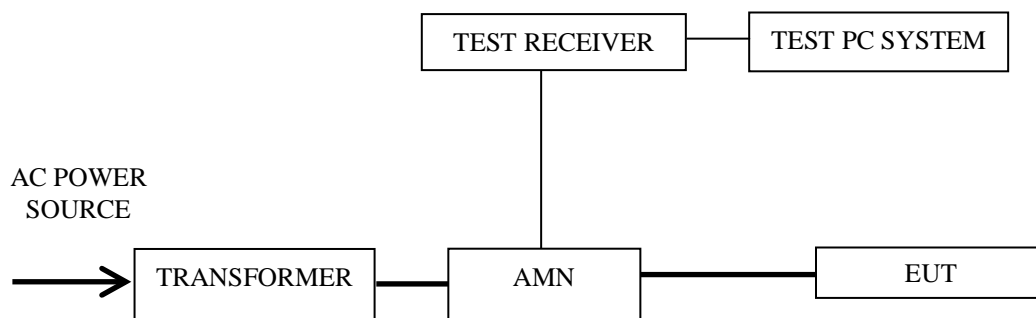 TEST RECEIVER
TEST PC SYSTEM
AC POWER
SOURCE
TRANSFORMER
AMN
EUT